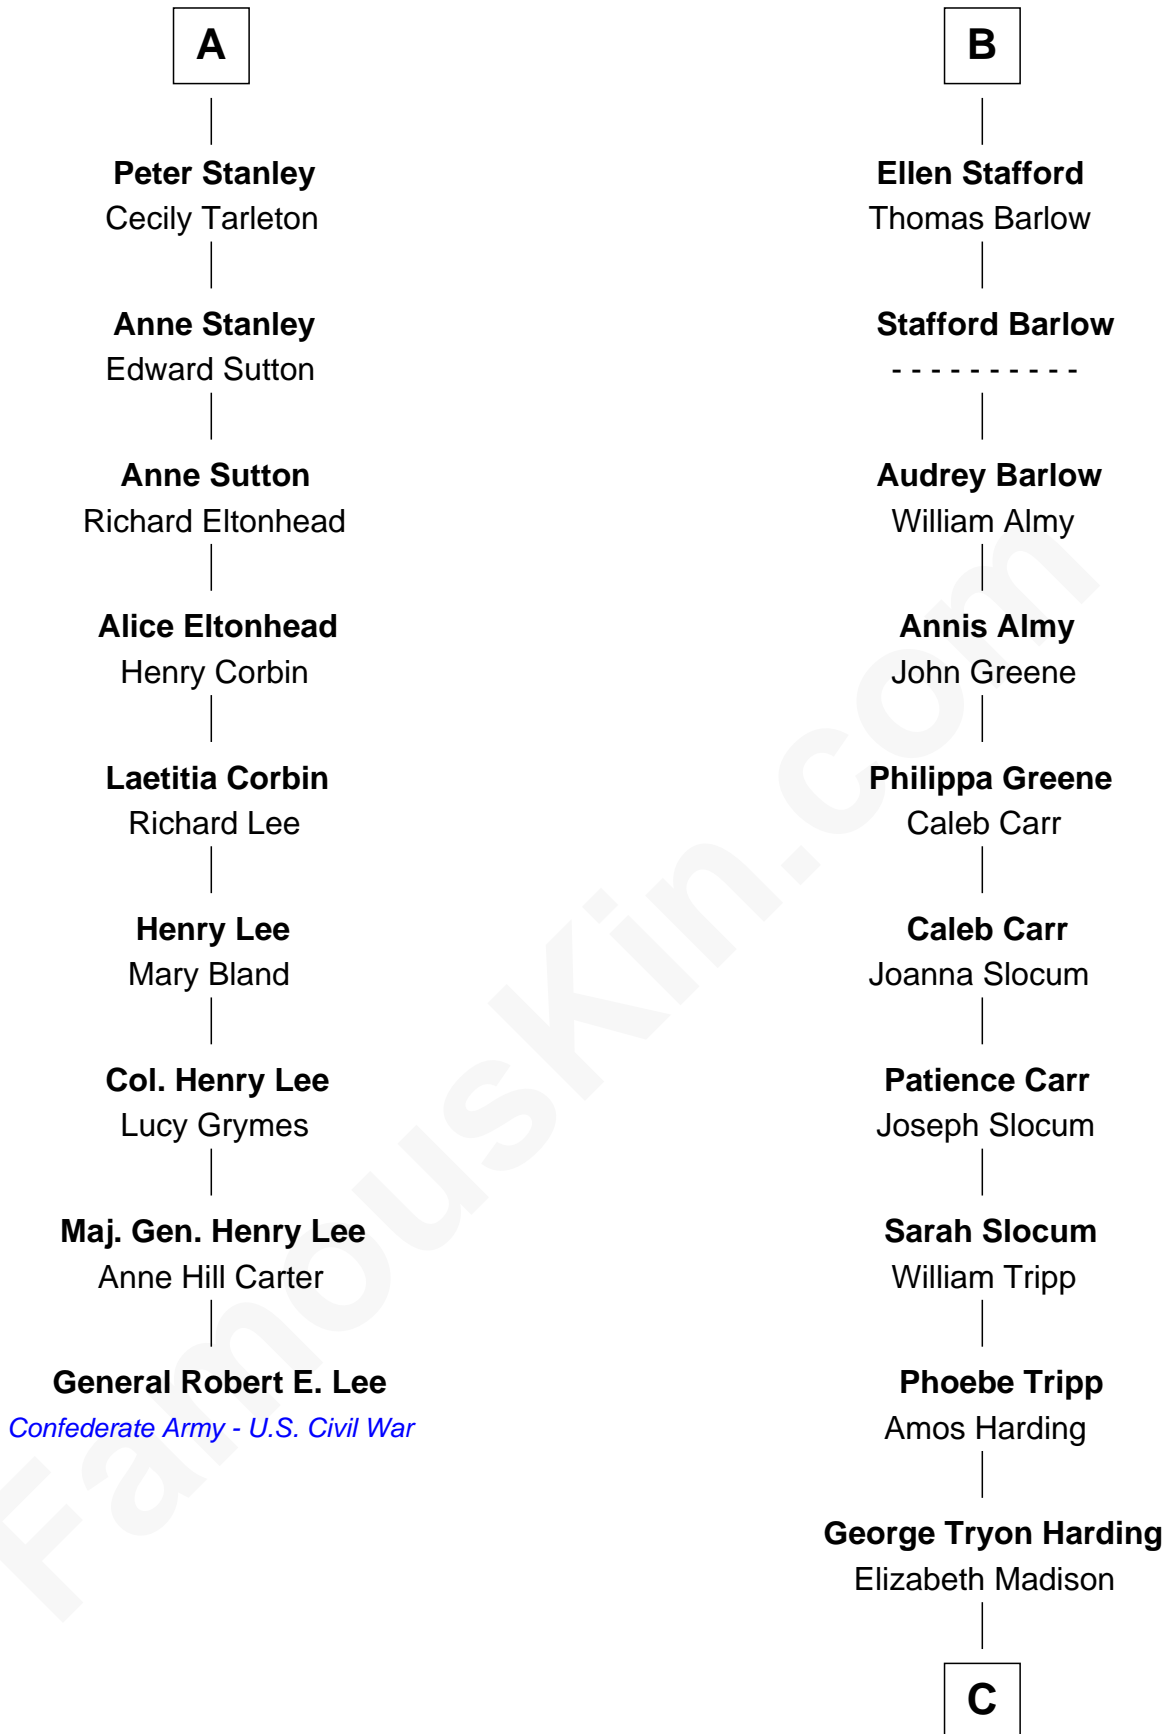 A
Peter Stanley
Cecily Tarleton
Anne Stanley
Edward Sutton
Anne Sutton
Richard Eltonhead
Alice Eltonhead
Henry Corbin
Laetitia Corbin
Richard Lee
Henry Lee
Mary Bland
Col. Henry Lee
Lucy Grymes
Maj. Gen. Henry Lee
Anne Hill Carter
General Robert E. Lee
Confederate Army - U.S. Civil War
B
Ellen Stafford
Thomas Barlow
Stafford Barlow
- - - - - - - - - -
Audrey Barlow
William Almy
Annis Almy
John Greene
Philippa Greene
Caleb Carr
Caleb Carr
Joanna Slocum
Patience Carr
Joseph Slocum
Sarah Slocum
William Tripp
Phoebe Tripp
Amos Harding
George Tryon Harding
Elizabeth Madison
C
FamousKin.com